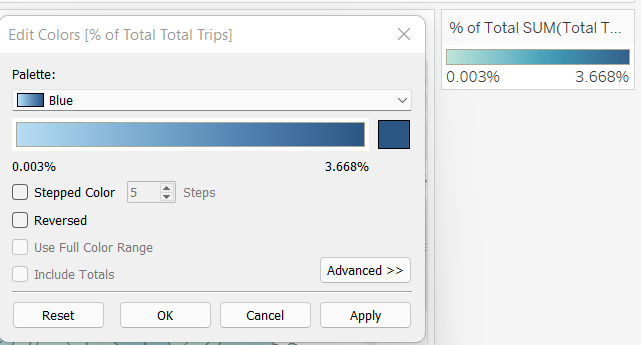 Edit Colors [% of Total Total Trips]
Palette:
Blue
0.003% 3.668%
Stepped Color 5 Steps
Reversed
Use Full Color Range
Include Totals
Advanced >>
Reset OK Cancel Apply
% of Total SUM(Total T...
0.003% 3.668%